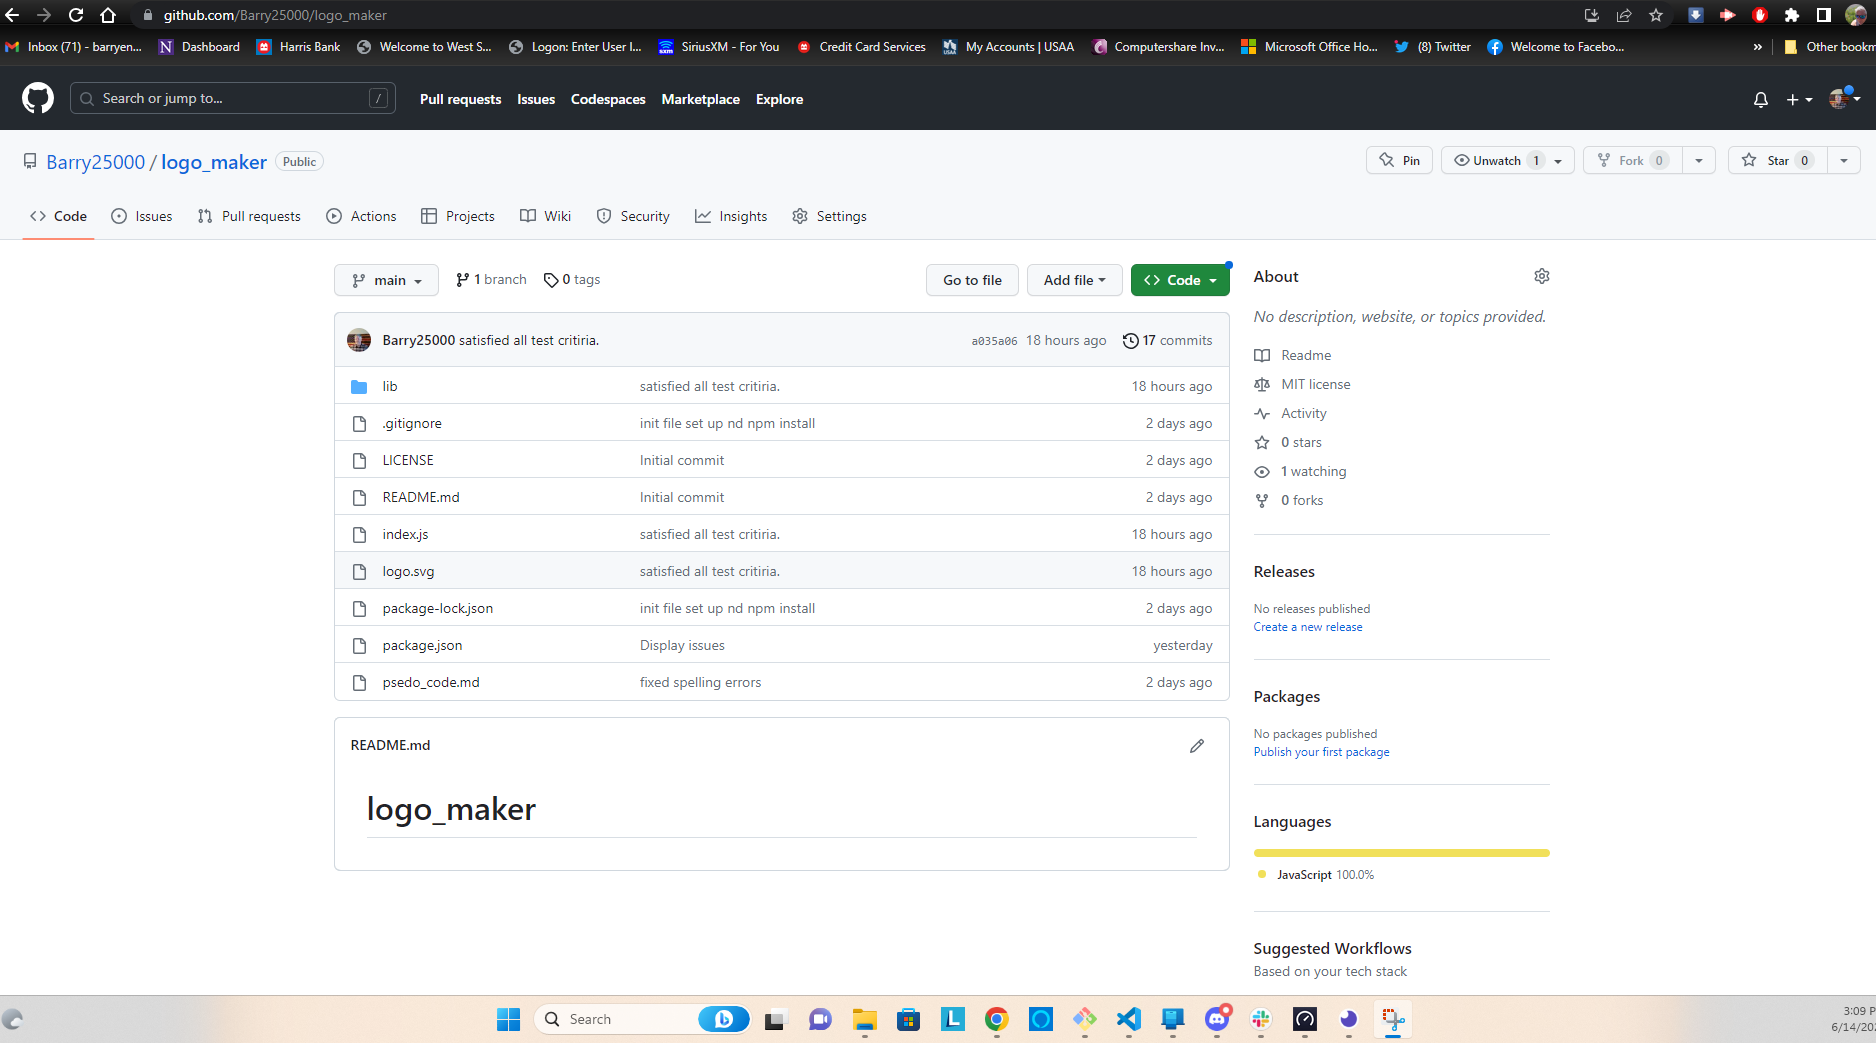 github.com/Barry25000/logo_maker
Inbox (71) - barryen... Dashboard Harris Bank Welcome to West S... Logon: Enter User I... SiriusXM - For You Credit Card Services My Accounts | USAA Computershare Inv... Microsoft Office Ho... (8) Twitter Welcome to Facebo... » Other bookm
Search or jump to... / Pull requests Issues Codespaces Marketplace Explore
Barry25000 / logo_maker Public Pin Unwatch 1 Fork 0 Star 0
Code Issues Pull requests Actions Projects Wiki Security Insights Settings
main 1 branch 0 tags Go to file Add file Code
Barry25000 satisfied all test critiria. a035a06 18 hours ago 17 commits
lib satisfied all test critiria. 18 hours ago
.gitignore init file set up nd npm install 2 days ago
LICENSE Initial commit 2 days ago
README.md Initial commit 2 days ago
index.js satisfied all test critiria. 18 hours ago
logo.svg satisfied all test critiria. 18 hours ago
package-lock.json init file set up nd npm install 2 days ago
package.json Display issues yesterday
psedo_code.md fixed spelling errors 2 days ago
README.md
logo_maker
About
No description, website, or topics provided.
Readme
MIT license
Activity
0 stars
1 watching
0 forks
Releases
No releases published
Create a new release
Packages
No packages published
Publish your first package
Languages
JavaScript 100.0%
Suggested Workflows
Based on your tech stack
Search
3:09 P
6/14/202